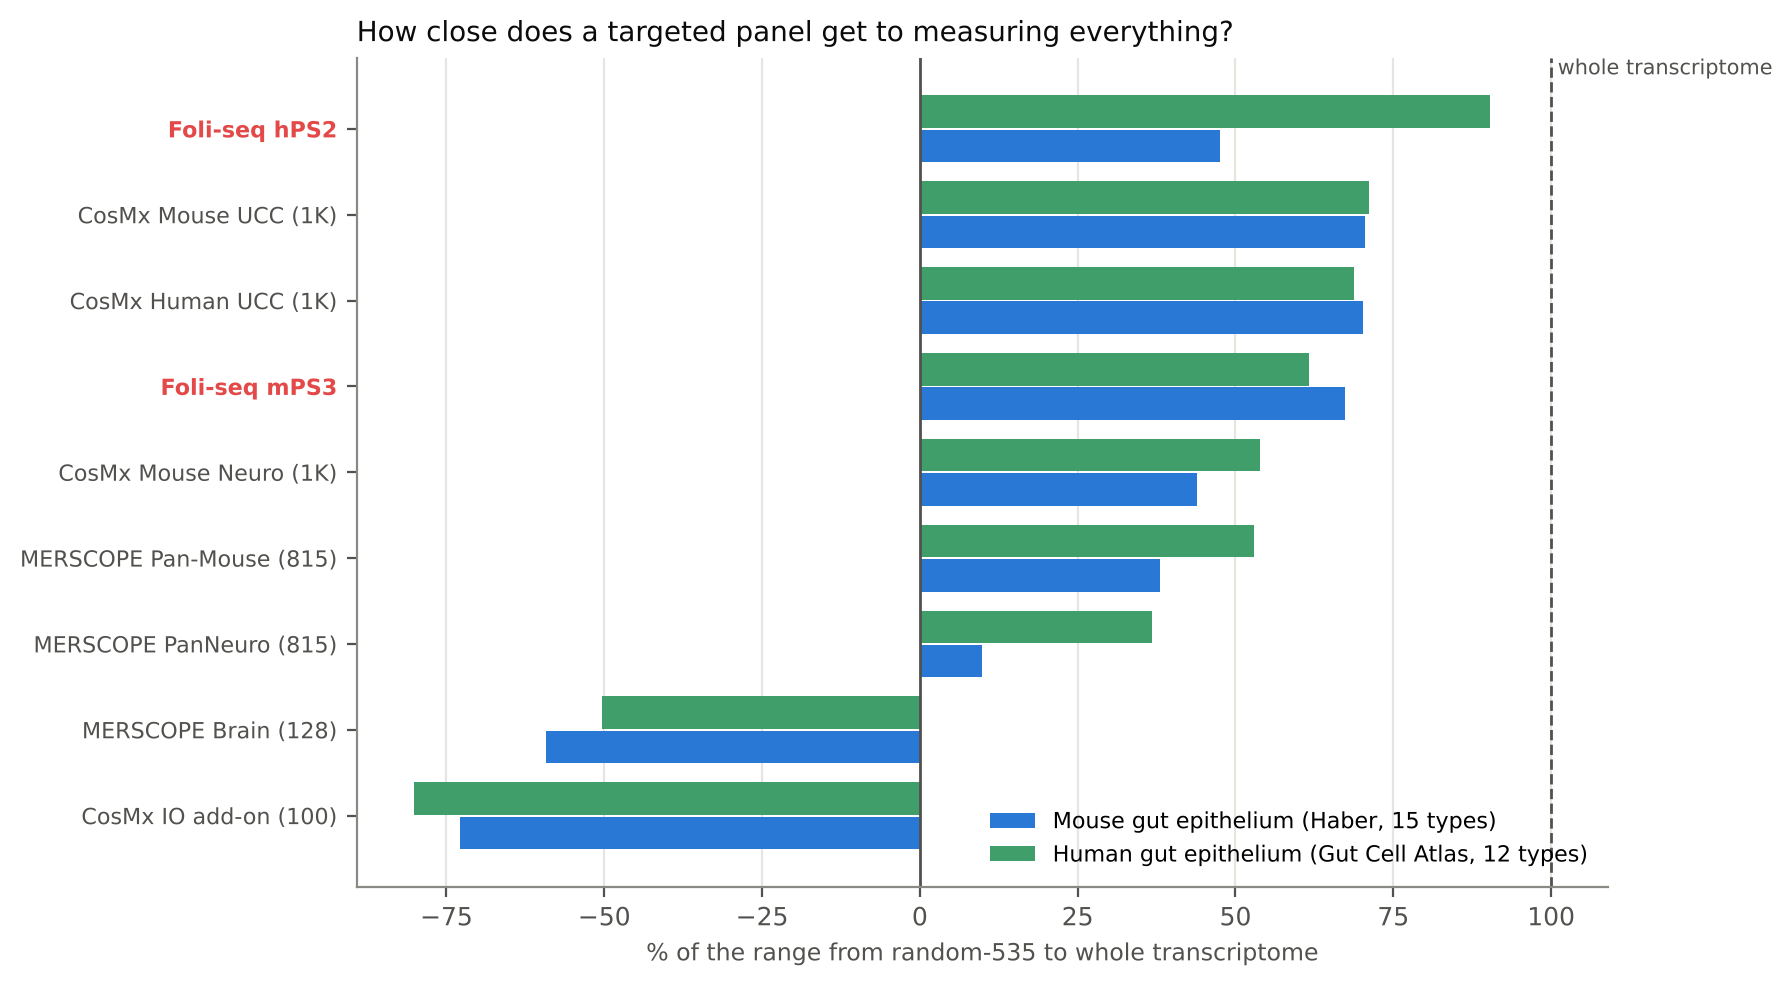 How close does a targeted panel get to measuring everything?
whole transcriptome
Foli-seq hPS2
CosMx Mouse UCC (1K)
CosMx Human UCC (1K)
Foli-seq mPS3
CosMx Mouse Neuro (1K)
MERSCOPE Pan-Mouse (815)
MERSCOPE PanNeuro (815)
MERSCOPE Brain (128)
CosMx IO add-on (100)
Mouse gut epithelium (Haber, 15 types)
Human gut epithelium (Gut Cell Atlas, 12 types)
−75 −50 −25 0 25 50 75 100
% of the range from random-535 to whole transcriptome